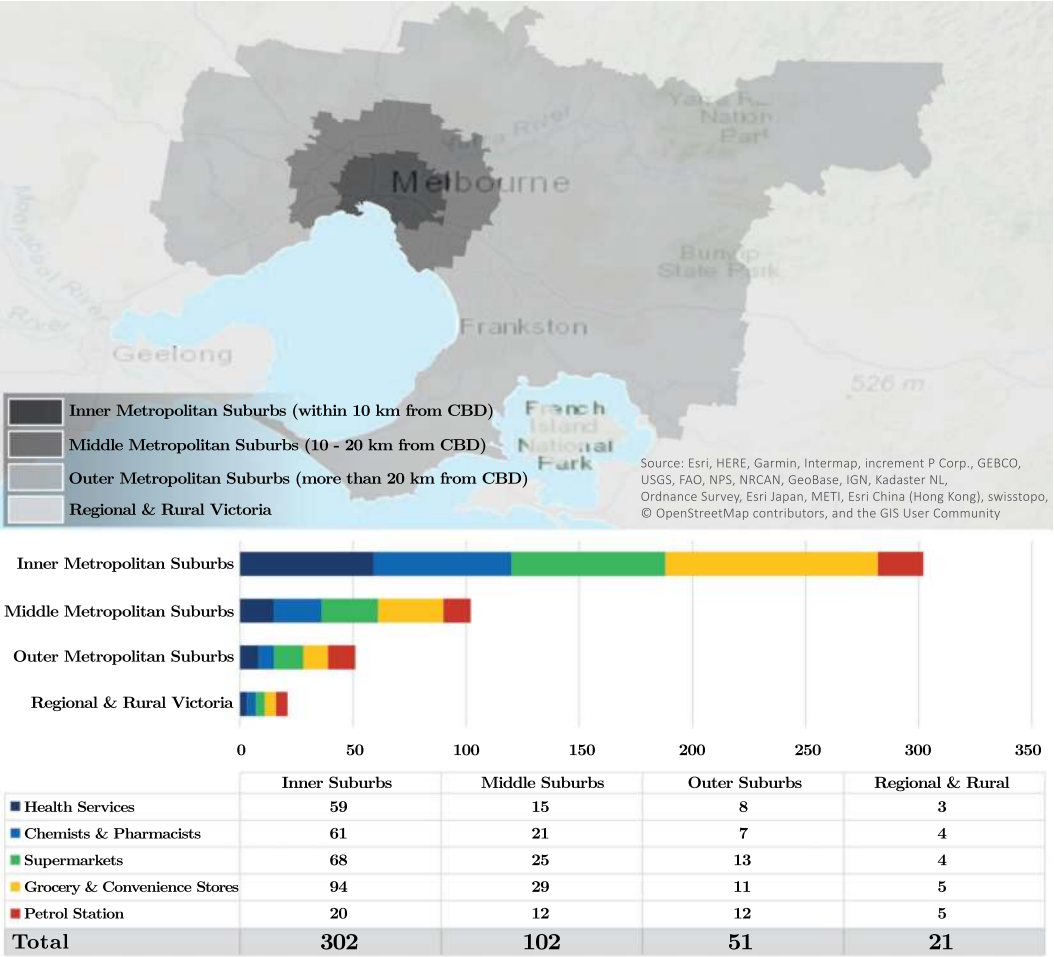 Yarra R
Nation
Park
Yarra River
Melbourne
Moorabool River
River
Bunyip
State Park
Frankston
Geelong
526 m
French
Island
National
Park
Inner Metropolitan Suburbs (within 10 km from CBD)
Middle Metropolitan Suburbs (10 - 20 km from CBD)
Outer Metropolitan Suburbs (more than 20 km from CBD)
Regional & Rural Victoria
Source: Esri, HERE, Garmin, Intermap, increment P Corp., GEBCO,
USGS, FAO, NPS, NRCAN, GeoBase, IGN, Kadaster NL,
Ordnance Survey, Esri Japan, METI, Esri China (Hong Kong), swisstopo,
© OpenStreetMap contributors, and the GIS User Community
Inner Metropolitan Suburbs
Middle Metropolitan Suburbs
Outer Metropolitan Suburbs
Regional & Rural Victoria
0 50 100 150 200 250 300 350
Inner Suburbs Middle Suburbs Outer Suburbs Regional & Rural
Health Services 59 15 8 3
Chemists & Pharmacists 61 21 7 4
Supermarkets 68 25 13 4
Grocery & Convenience Stores 94 29 11 5
Petrol Station 20 12 12 5
Total 302 102 51 21